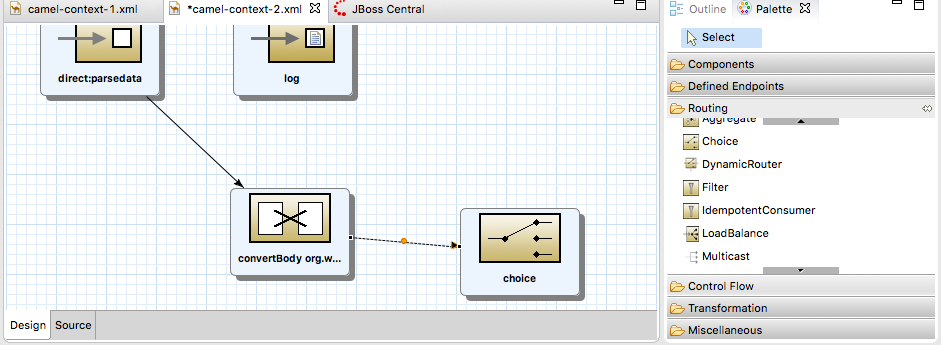 camel-context-1.xml
*camel-context-2.xml
JBoss Central
Outline
Palette
direct:parsedata
log
convertBody org.w...
choice
Design
Source
Select
Components
Defined Endpoints
Routing
Aggregate
Choice
DynamicRouter
Filter
IdempotentConsumer
LoadBalance
Multicast
Control Flow
Transformation
Miscellaneous